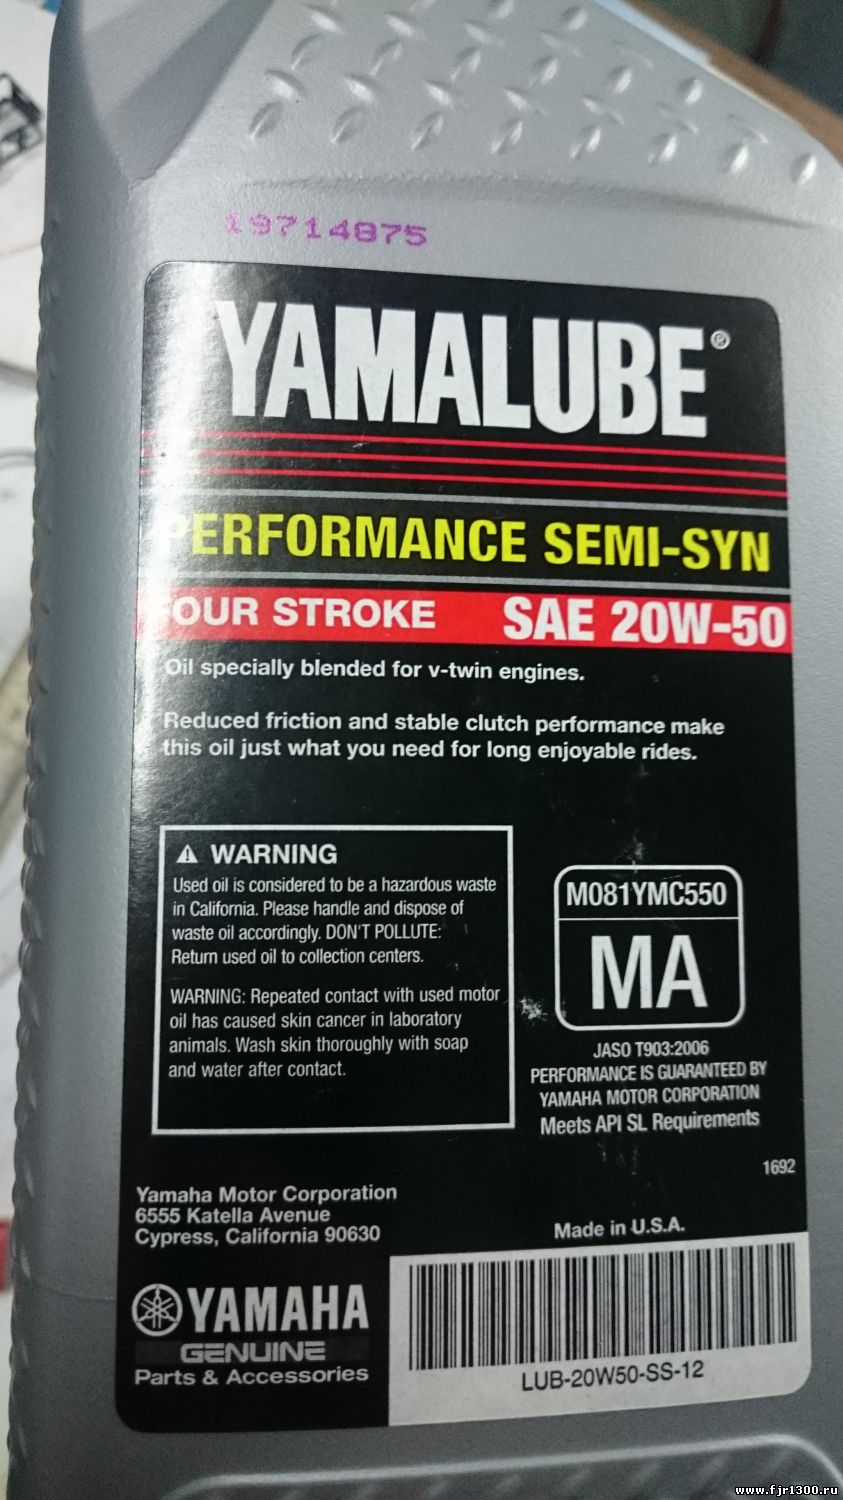 19714875
YAMALUBE®
PERFORMANCE SEMI-SYN
FOUR STROKE SAE 20W-50
Oil specially blended for v-twin engines.
Reduced friction and stable clutch performance make
this oil just what you need for long enjoyable rides.
⚠ WARNING
Used oil is considered to be a hazardous waste
in California. Please handle and dispose of
waste oil accordingly. DON'T POLLUTE:
Return used oil to collection centers.
WARNING: Repeated contact with used motor
oil has caused skin cancer in laboratory
animals. Wash skin thoroughly with soap
and water after contact.
M081YMC550
MA
JASO T903:2006
PERFORMANCE IS GUARANTEED BY
YAMAHA MOTOR CORPORATION
Meets API SL Requirements
1692
Yamaha Motor Corporation
6555 Katella Avenue
Cypress, California 90630
Made in U.S.A.
YAMAHA
GENUINE
Parts & Accessories
LUB-20W50-SS-12
www.fjr1300.ru